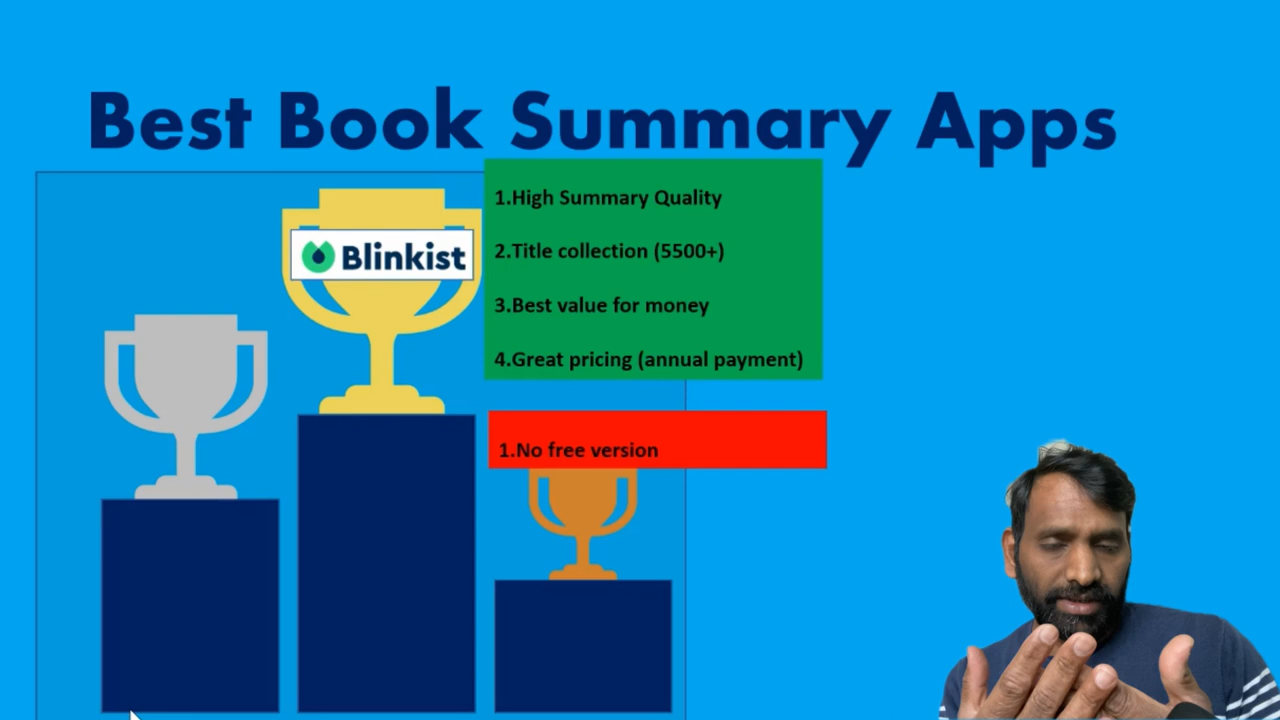 Best Book Summary Apps
Blinkist
1.High Summary Quality
2.Title collection (5500+)
3.Best value for money
4.Great pricing (annual payment)
1.No free version